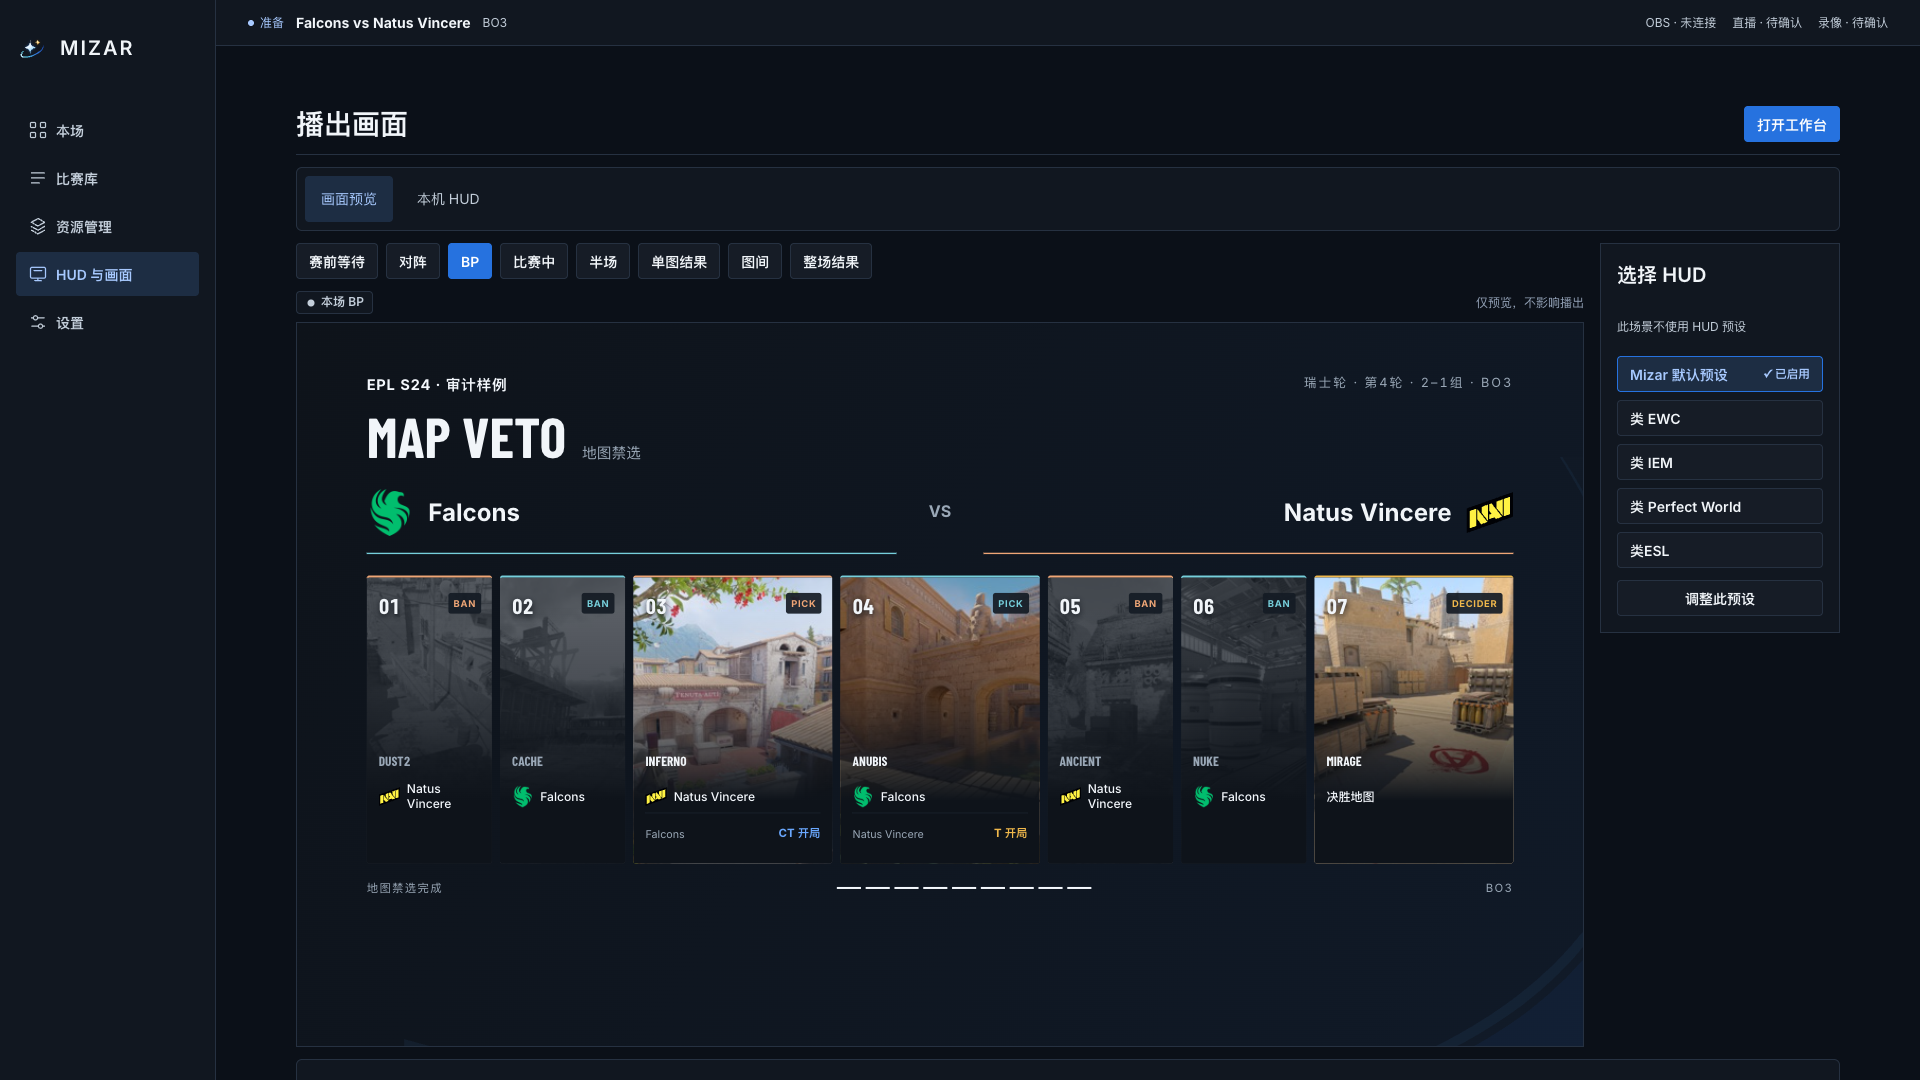 MIZAR
本场
比赛库
资源管理
HUD 与画面
设置
准备 Falcons vs Natus Vincere BO3
OBS · 未连接 直播 · 待确认 录像 · 待确认
播出画面
打开工作台
画面预览 本机 HUD
赛前等待 对阵 BP 比赛中 半场 单图结果 图间 整场结果
本场 BP
仅预览，不影响播出
EPL S24 · 审计样例
瑞士轮 · 第4轮 · 2–1组 · BO3
MAP VETO 地图禁选
Falcons VS Natus Vincere
01 BAN
DUST2
Natus
Vincere
02 BAN
CACHE
Falcons
03 PICK
INFERNO
Natus Vincere
Falcons CT 开局
04 PICK
ANUBIS
Falcons
Natus Vincere T 开局
05 BAN
ANCIENT
Natus
Vincere
06 BAN
NUKE
Falcons
07 DECIDER
MIRAGE
决胜地图
地图禁选完成
BO3
选择 HUD
此场景不使用 HUD 预设
Mizar 默认预设 ✓已启用
类 EWC
类 IEM
类 Perfect World
类ESL
调整此预设